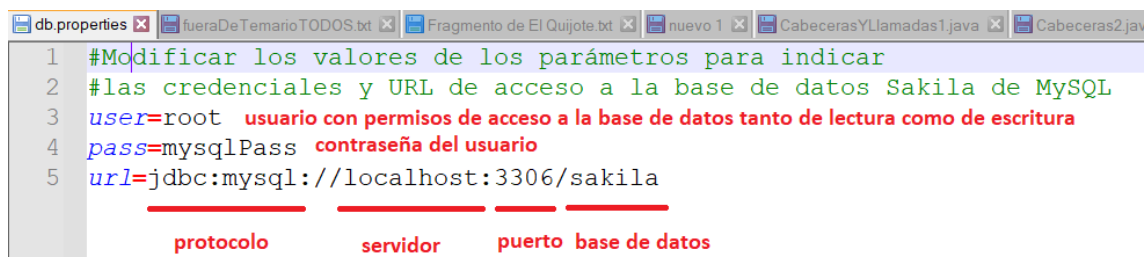 db.properties fueraDeTemarioTODOS.txt Fragmento de El Quijote.txt nuevo 1 CabecerasYLlamadas1.java Cabeceras2.jav
1 #Modificar los valores de los parámetros para indicar
2 #las credenciales y URL de acceso a la base de datos Sakila de MySQL
3 user=root usuario con permisos de acceso a la base de datos tanto de lectura como de escritura
4 pass=mysqlPass contraseña del usuario
5 url=jdbc:mysql://localhost:3306/sakila
protocolo servidor puerto base de datos